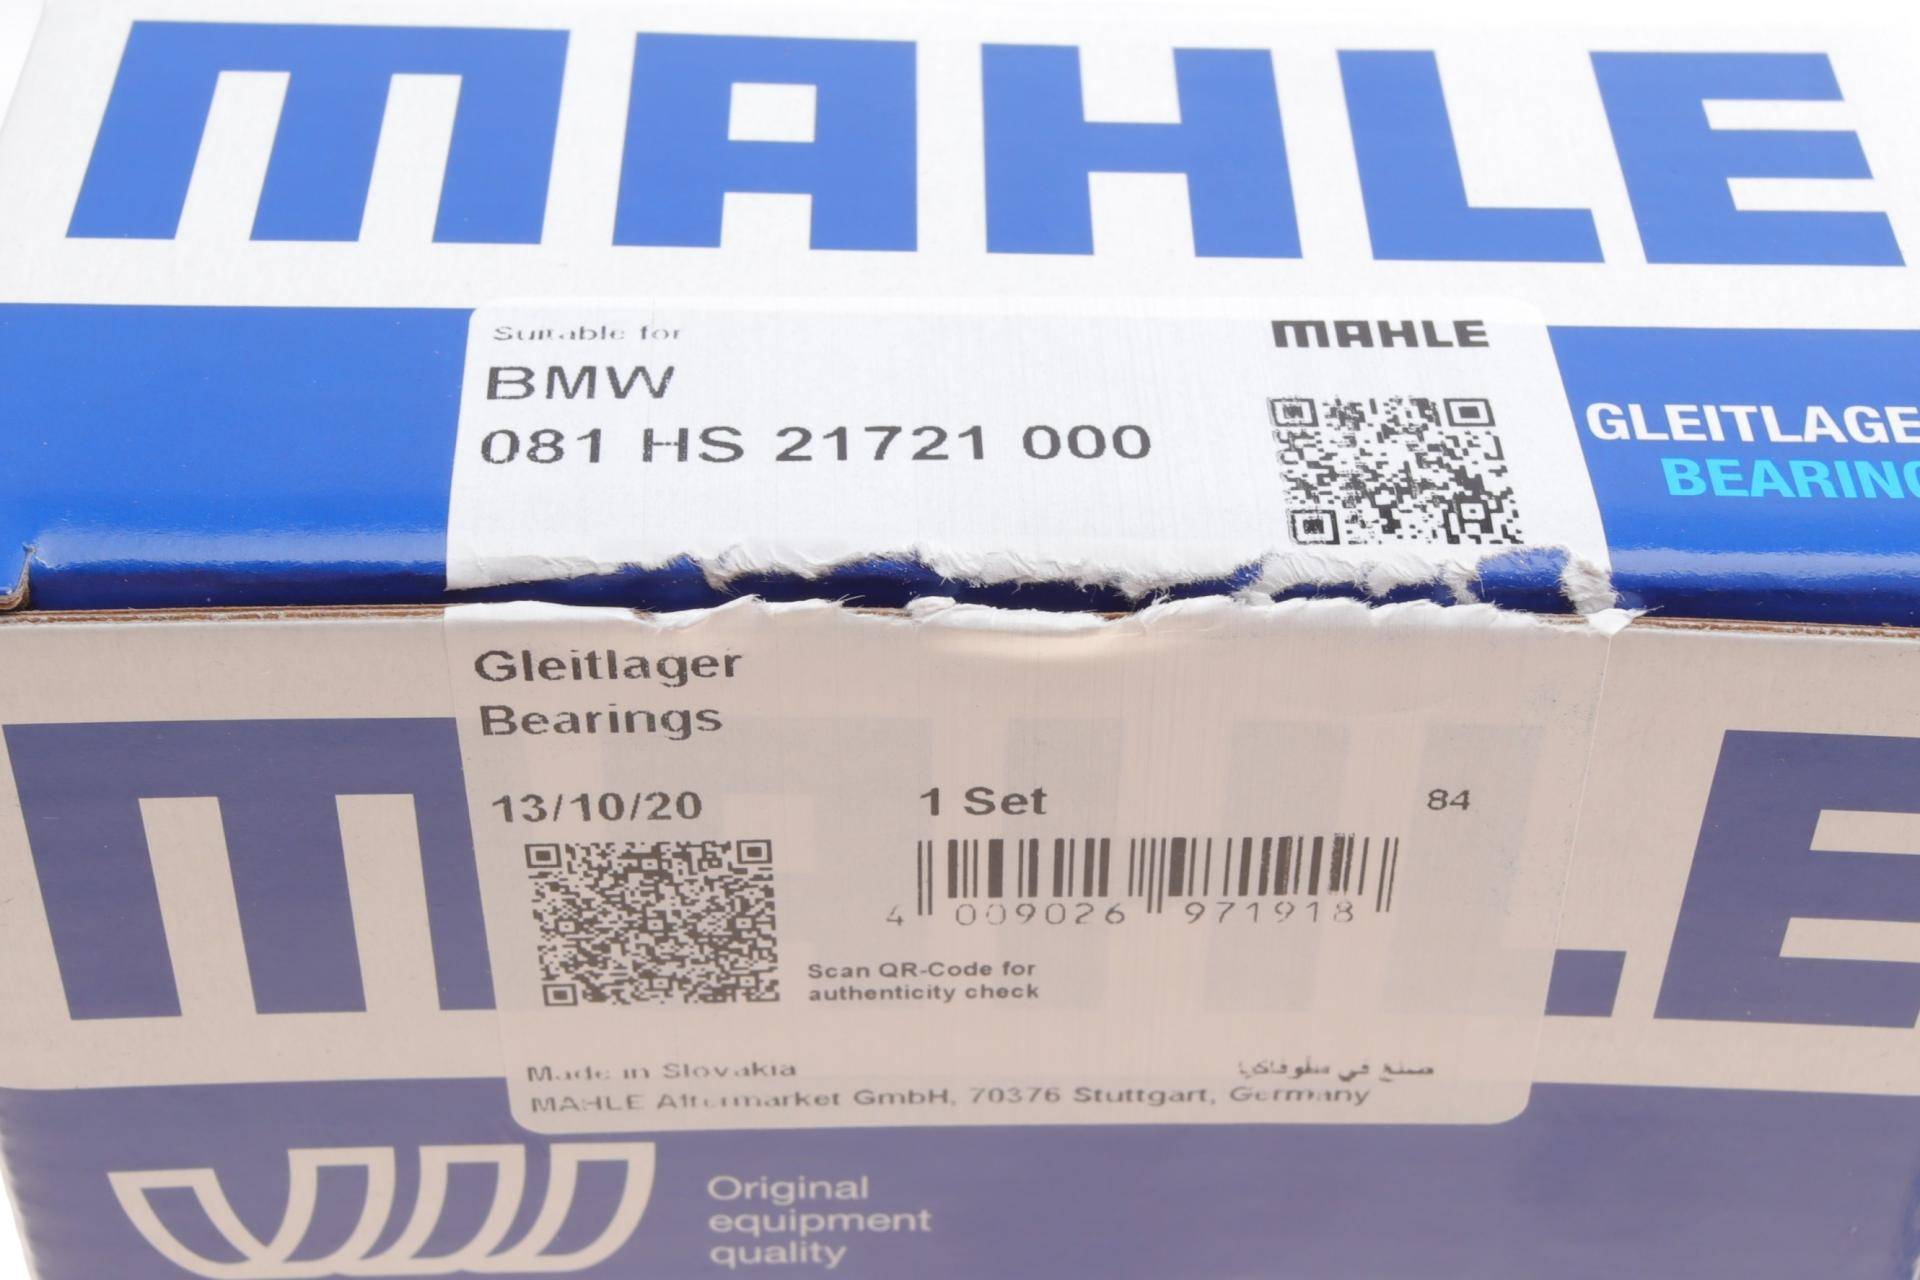 MAHLE
Suitable for
MAHLE
BMW
081 HS 21721 000
GLEITLAGE
BEARING
Gleitlager
Bearings
13/10/20
1 Set
84
4 009026 971918
Scan QR-Code for
authenticity check
Made in Slovakia
صنع في سلوفاكيا
MAHLE Aftermarket GmbH, 70376 Stuttgart, Germany
MAHLE
Original
equipment
quality